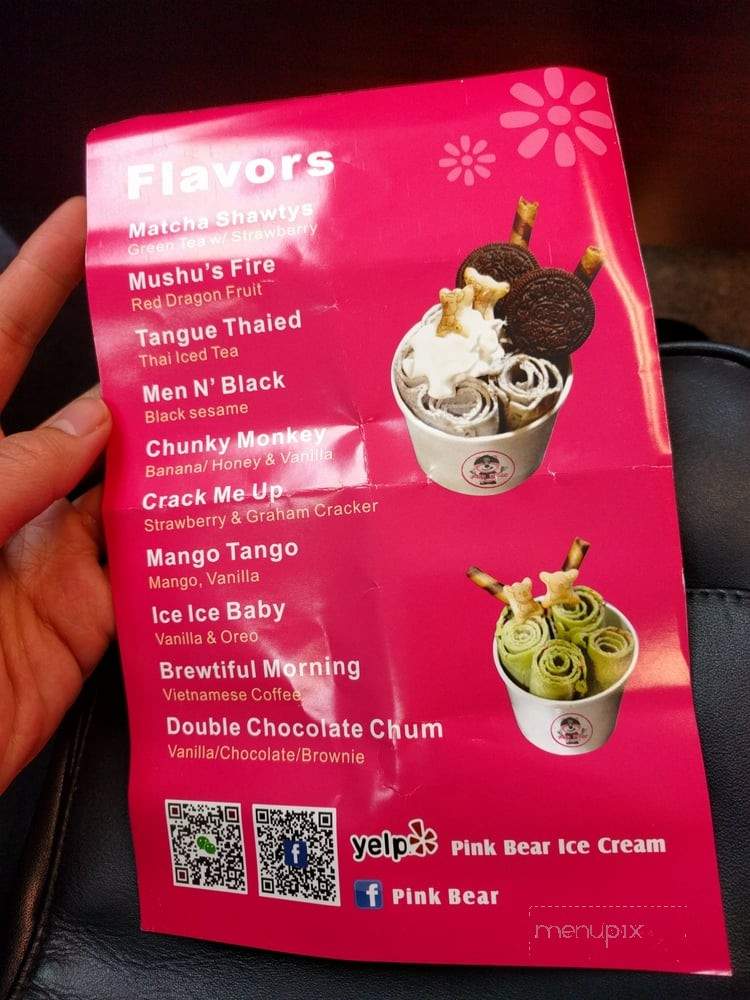 Flavors
Matcha Shawtys
Green Tea w/ Strawberry
Mushu's Fire
Red Dragon Fruit
Tangue Thaied
Thai Iced Tea
Men N' Black
Black sesame
Chunky Monkey
Banana/ Honey & Vanilla
Crack Me Up
Strawberry & Graham Cracker
Mango Tango
Mango, Vanilla
Ice Ice Baby
Vanilla & Oreo
Brewtiful Morning
Vietnamese Coffee
Double Chocolate Chum
Vanilla/Chocolate/Brownie
yelp Pink Bear Ice Cream
f Pink Bear
menupix